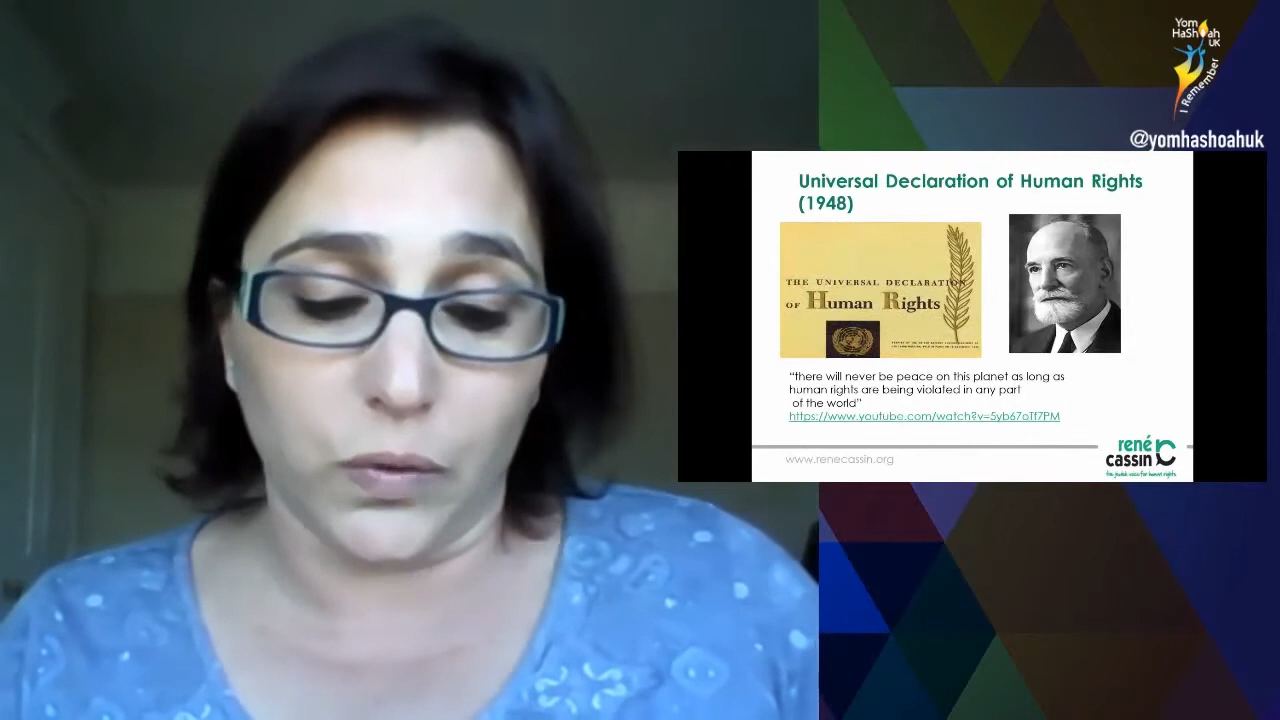 Yom
HaShoah
UK
I Remember
@yomhashoahuk
Universal Declaration of Human Rights
(1948)
THE UNIVERSAL DECLARATION
OF Human Rights
“there will never be peace on this planet as long as
human rights are being violated in any part
of the world”
https://www.youtube.com/watch?v=5yb67oTf7PM
www.renecassin.org
rené
cassin
the jewish voice for human rights